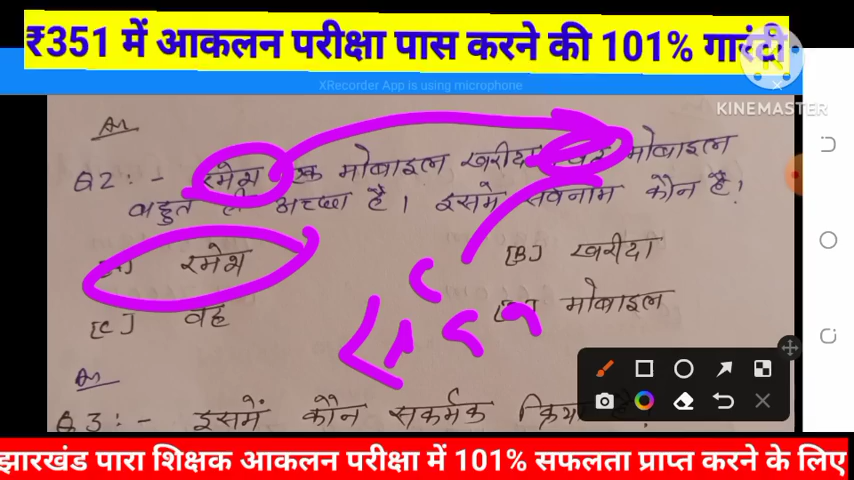 ₹351 में आकलन परीक्षा पास करने की 101% गारंटी
XRecorder App is using microphone
KINEMASTER
Ans
Q2:- रमेश एक मोबाइल खरीदा वह मोबाइल
बहुत ही अच्छा है। इसमें सर्वनाम कौन है।
[A] रमेश
[B] खरीदा
[C] वह
[D] मोबाइल
Ans
Q3:- इसमें कौन सकर्मक क्रिया है?
झारखंड पारा शिक्षक आकलन परीक्षा में 101% सफलता प्राप्त करने के लिए